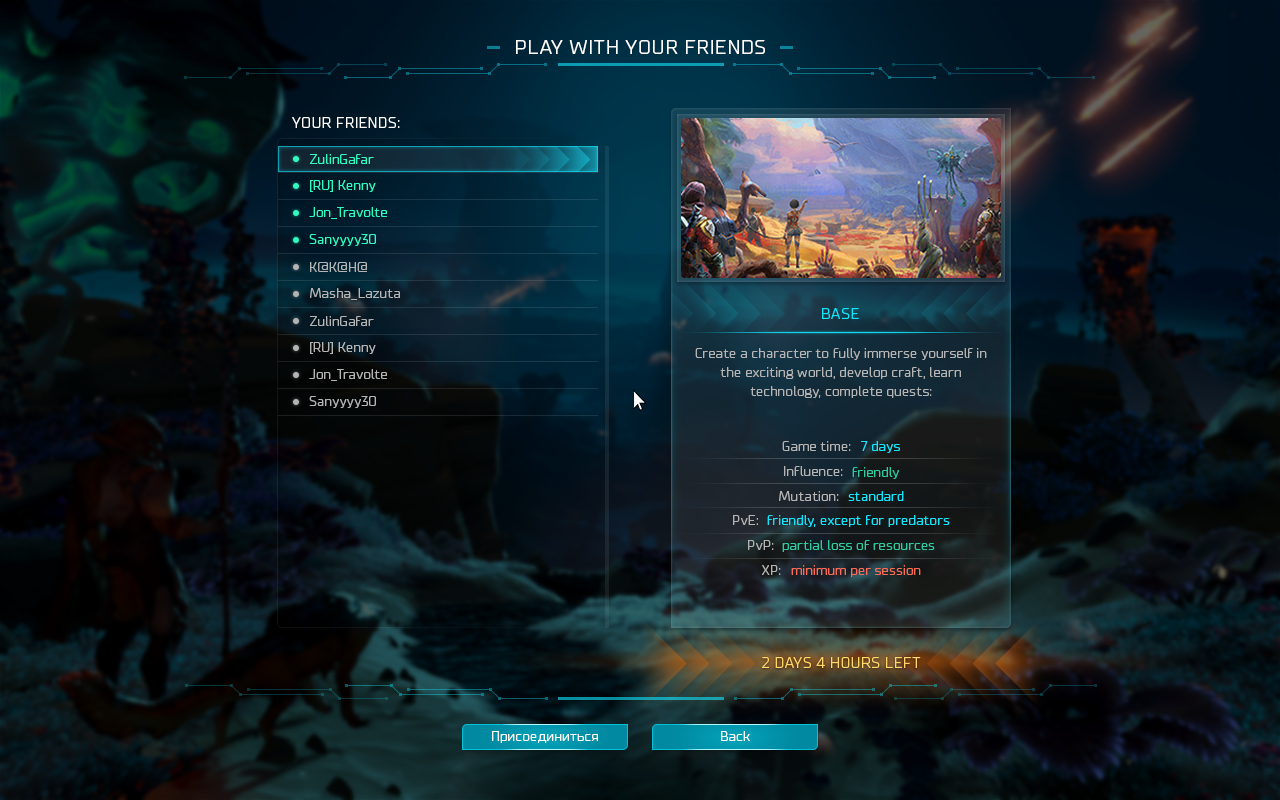 PLAY WITH YOUR FRIENDS
YOUR FRIENDS:
ZulinGafar
[RU] Kenny
Jon_Travolte
Sanyyyy30
K@K@H@
Masha_Lazuta
ZulinGafar
[RU] Kenny
Jon_Travolte
Sanyyyy30
BASE
Create a character to fully immerse yourself in
the exciting world, develop craft, learn
technology, complete quests:
Game time: 7 days
Influence: friendly
Mutation: standard
PvE: friendly, except for predators
PvP: partial loss of resources
XP: minimum per session
2 DAYS 4 HOURS LEFT
Присоединиться
Back